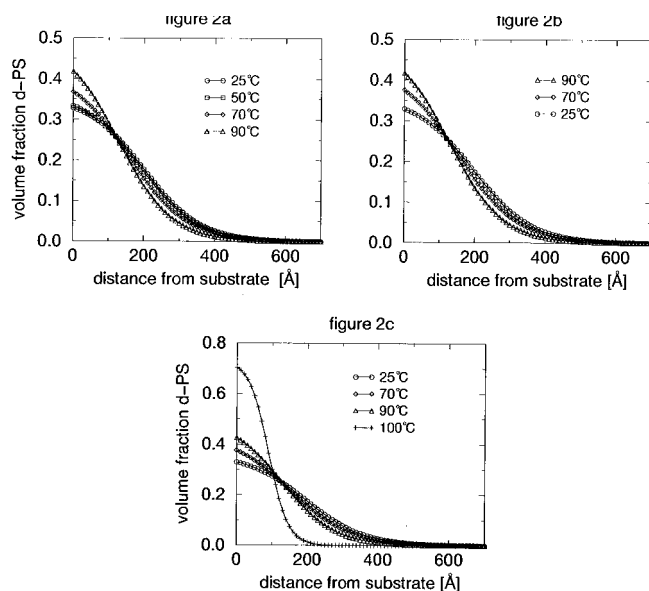 figure 2a
0.5
0.4
0.3
0.2
0.1
0.0
volume fraction d-PS
25°C
50°C
70°C
90°C
0 200 400 600
distance from substrate [Å]
figure 2b
0.5
0.4
0.3
0.2
0.1
0.0
90°C
70°C
25°C
0 200 400 600
distance from substrate [Å]
figure 2c
0.8
0.6
0.4
0.2
0.0
volume fraction d-PS
25°C
70°C
90°C
100°C
0 200 400 600
distance from substrate [Å]